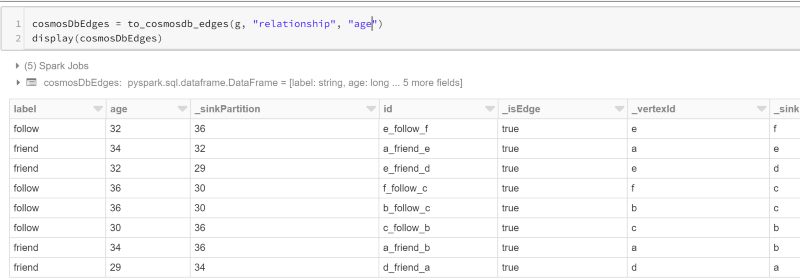 1 cosmosDbEdges = to_cosmosdb_edges(g, "relationship", "age")
2 display(cosmosDbEdges)
(5) Spark Jobs
cosmosDbEdges: pyspark.sql.dataframe.DataFrame = [label: string, age: long ... 5 more fields]
label age _sinkPartition id _isEdge _vertexId _sink
follow 32 36 e_follow_f true e f
friend 34 32 a_friend_e true a e
friend 32 29 e_friend_d true e d
follow 36 30 f_follow_c true f c
follow 36 30 b_follow_c true b c
follow 30 36 c_follow_b true c b
friend 34 36 a_friend_b true a b
friend 29 34 d_friend_a true d a